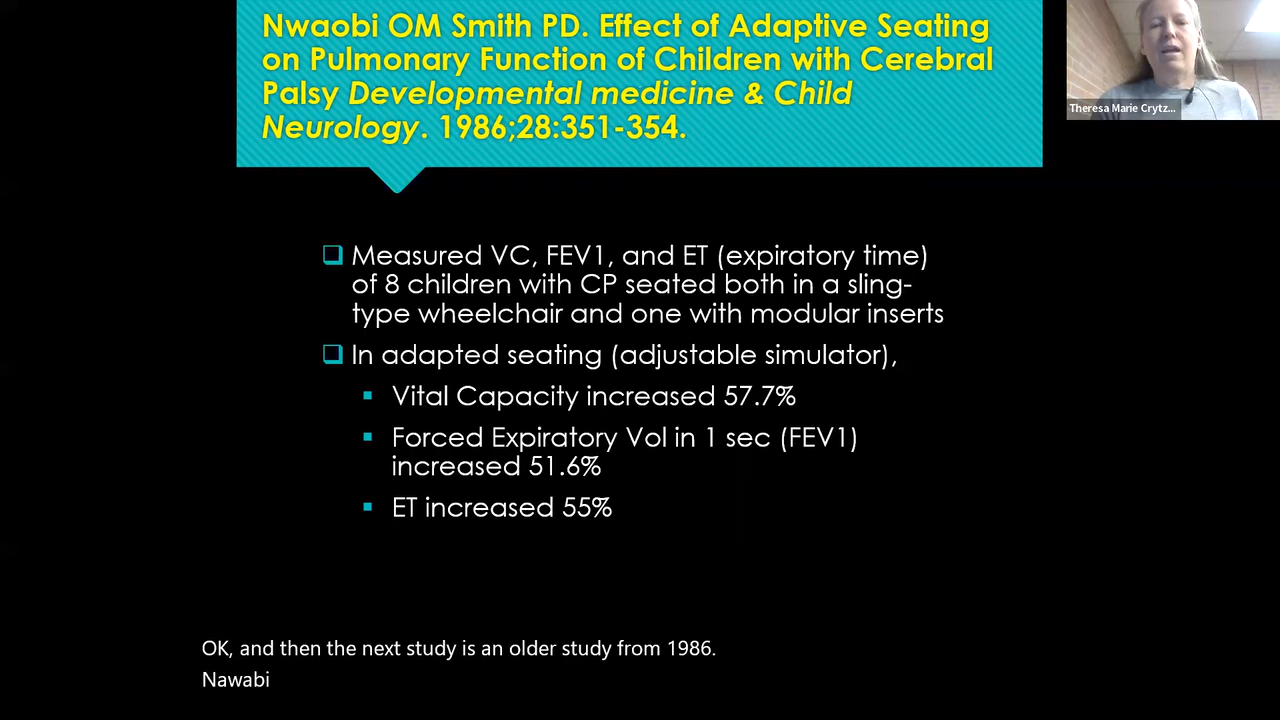 Nwaobi OM Smith PD. Effect of Adaptive Seating
on Pulmonary Function of Children with Cerebral
Palsy Developmental medicine & Child
Neurology. 1986;28:351-354.
Theresa Marie Crytz...
Measured VC, FEV1, and ET (expiratory time)
of 8 children with CP seated both in a sling-
type wheelchair and one with modular inserts
In adapted seating (adjustable simulator),
Vital Capacity increased 57.7%
Forced Expiratory Vol in 1 sec (FEV1)
increased 51.6%
ET increased 55%
OK, and then the next study is an older study from 1986.
Nawabi